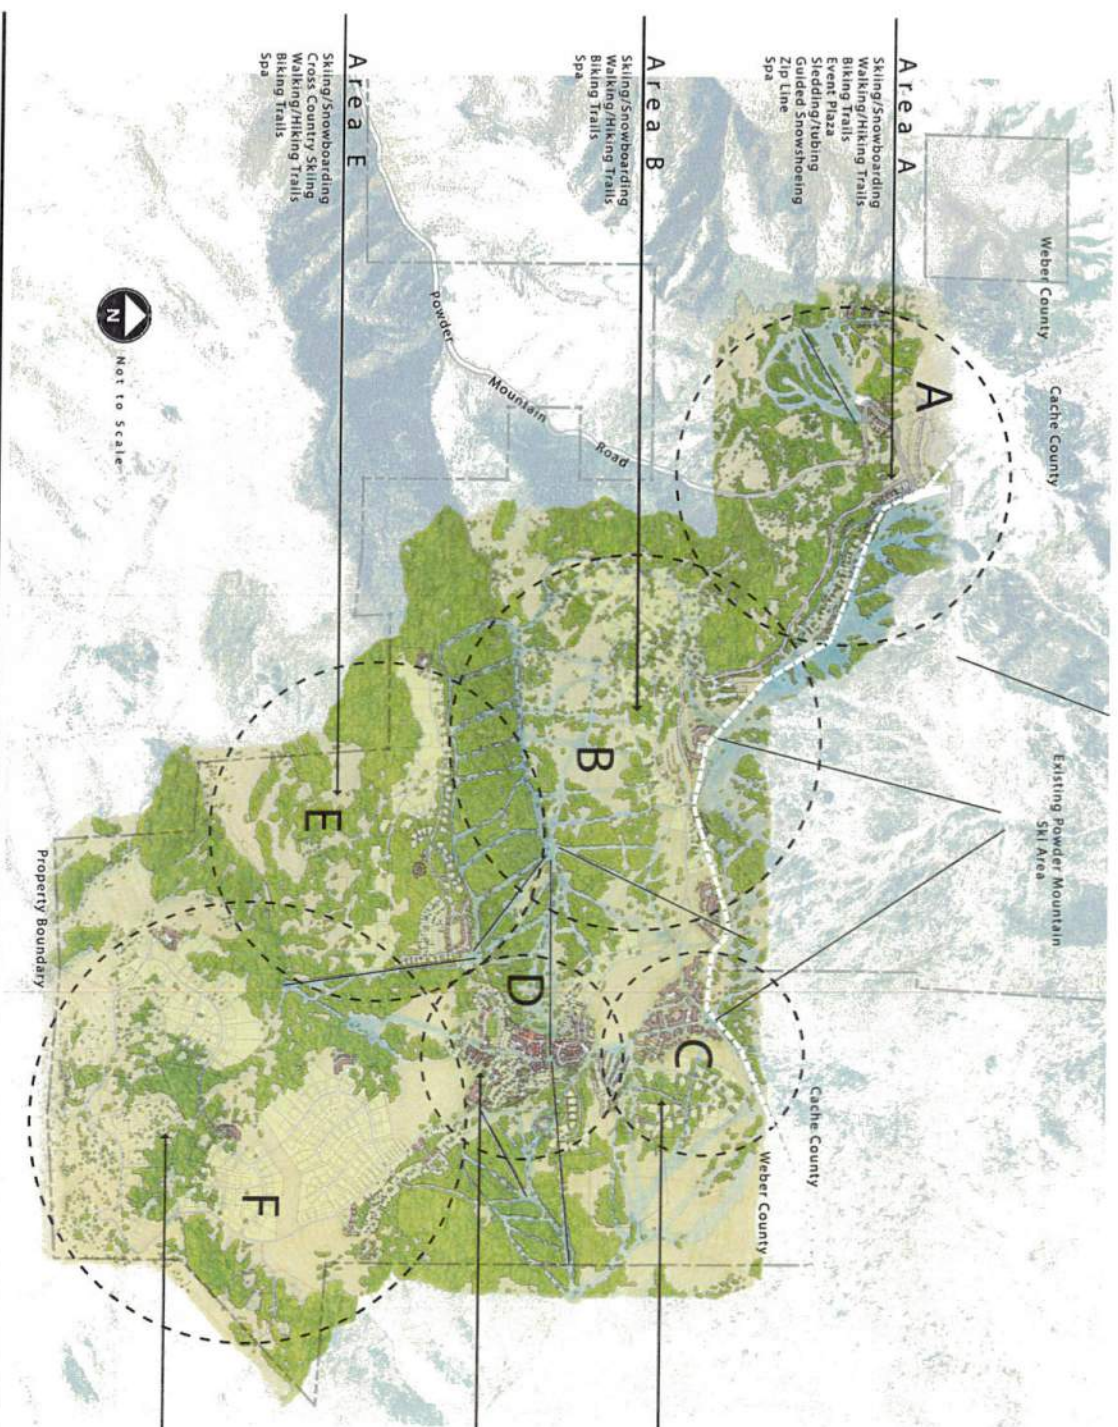 Area A
Skiing/Snowboarding
Walking/Hiking Trails
Biking Trails
Event Plaza
Sledding/tubing
Guided Snowshoeing
Zip Line
Spa
Area B
Skiing/Snowboarding
Walking/Hiking Trails
Biking Trails
Spa
Area E
Skiing/Snowboarding
Cross Country Skiing
Walking/Hiking Trails
Biking Trails
Spa
Weber County
Cache County
A
Existing Powder Mountain
Ski Area
Powder Mountain Road
B
C
D
E
F
Cache County
Weber County
Property Boundary
N
Not to Scale